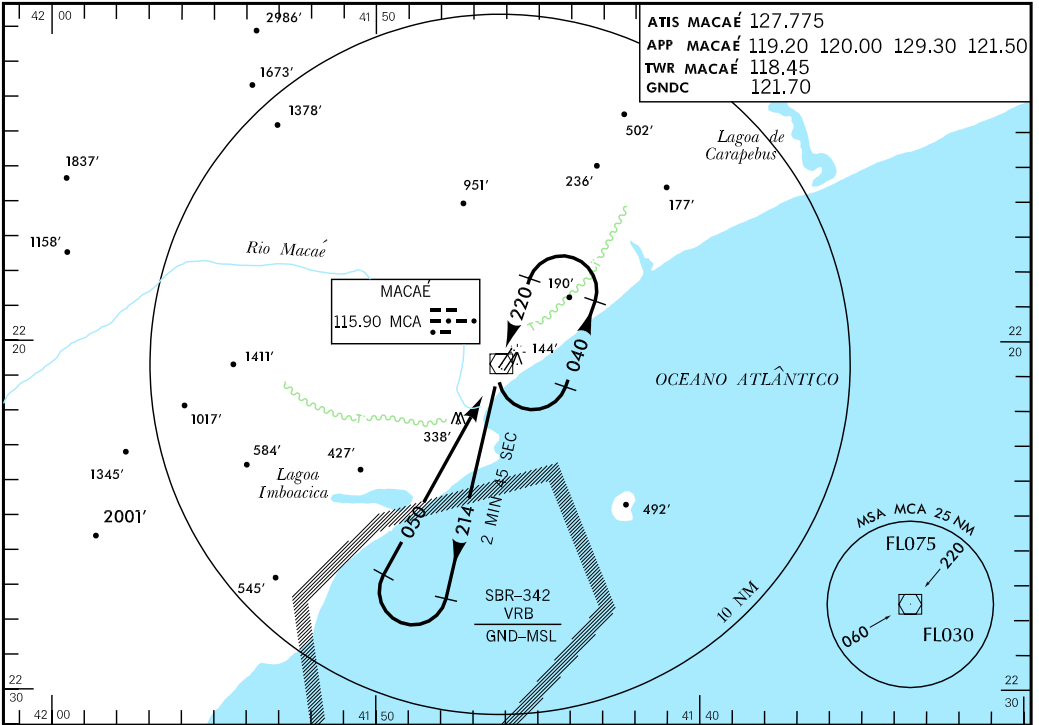 42 00
41 50
ATIS MACAÉ 127.775
APP MACAÉ 119.20 120.00 129.30 121.50
TWR MACAÉ 118.45
GNDC 121.70
2986′
1673′
1378′
502′
Lagoa de
Carapebus
1837′
951′
236′
177′
1158′
Rio Macaé
MACAÉ
115.90 MCA
190′
220
040
144′
22
20
22
20
1411′
OCEANO ATLÂNTICO
1017′
338′
584′
427′
1345′
Lagoa
Imboacica
2001′
050
214
2 MIN 45 SEC
492′
545′
SBR–342
VRB
GND–MSL
10 NM
MSA MCA 25 NM
FL075
220
060
FL030
22
30
22
30
42 00
41 50
41 40